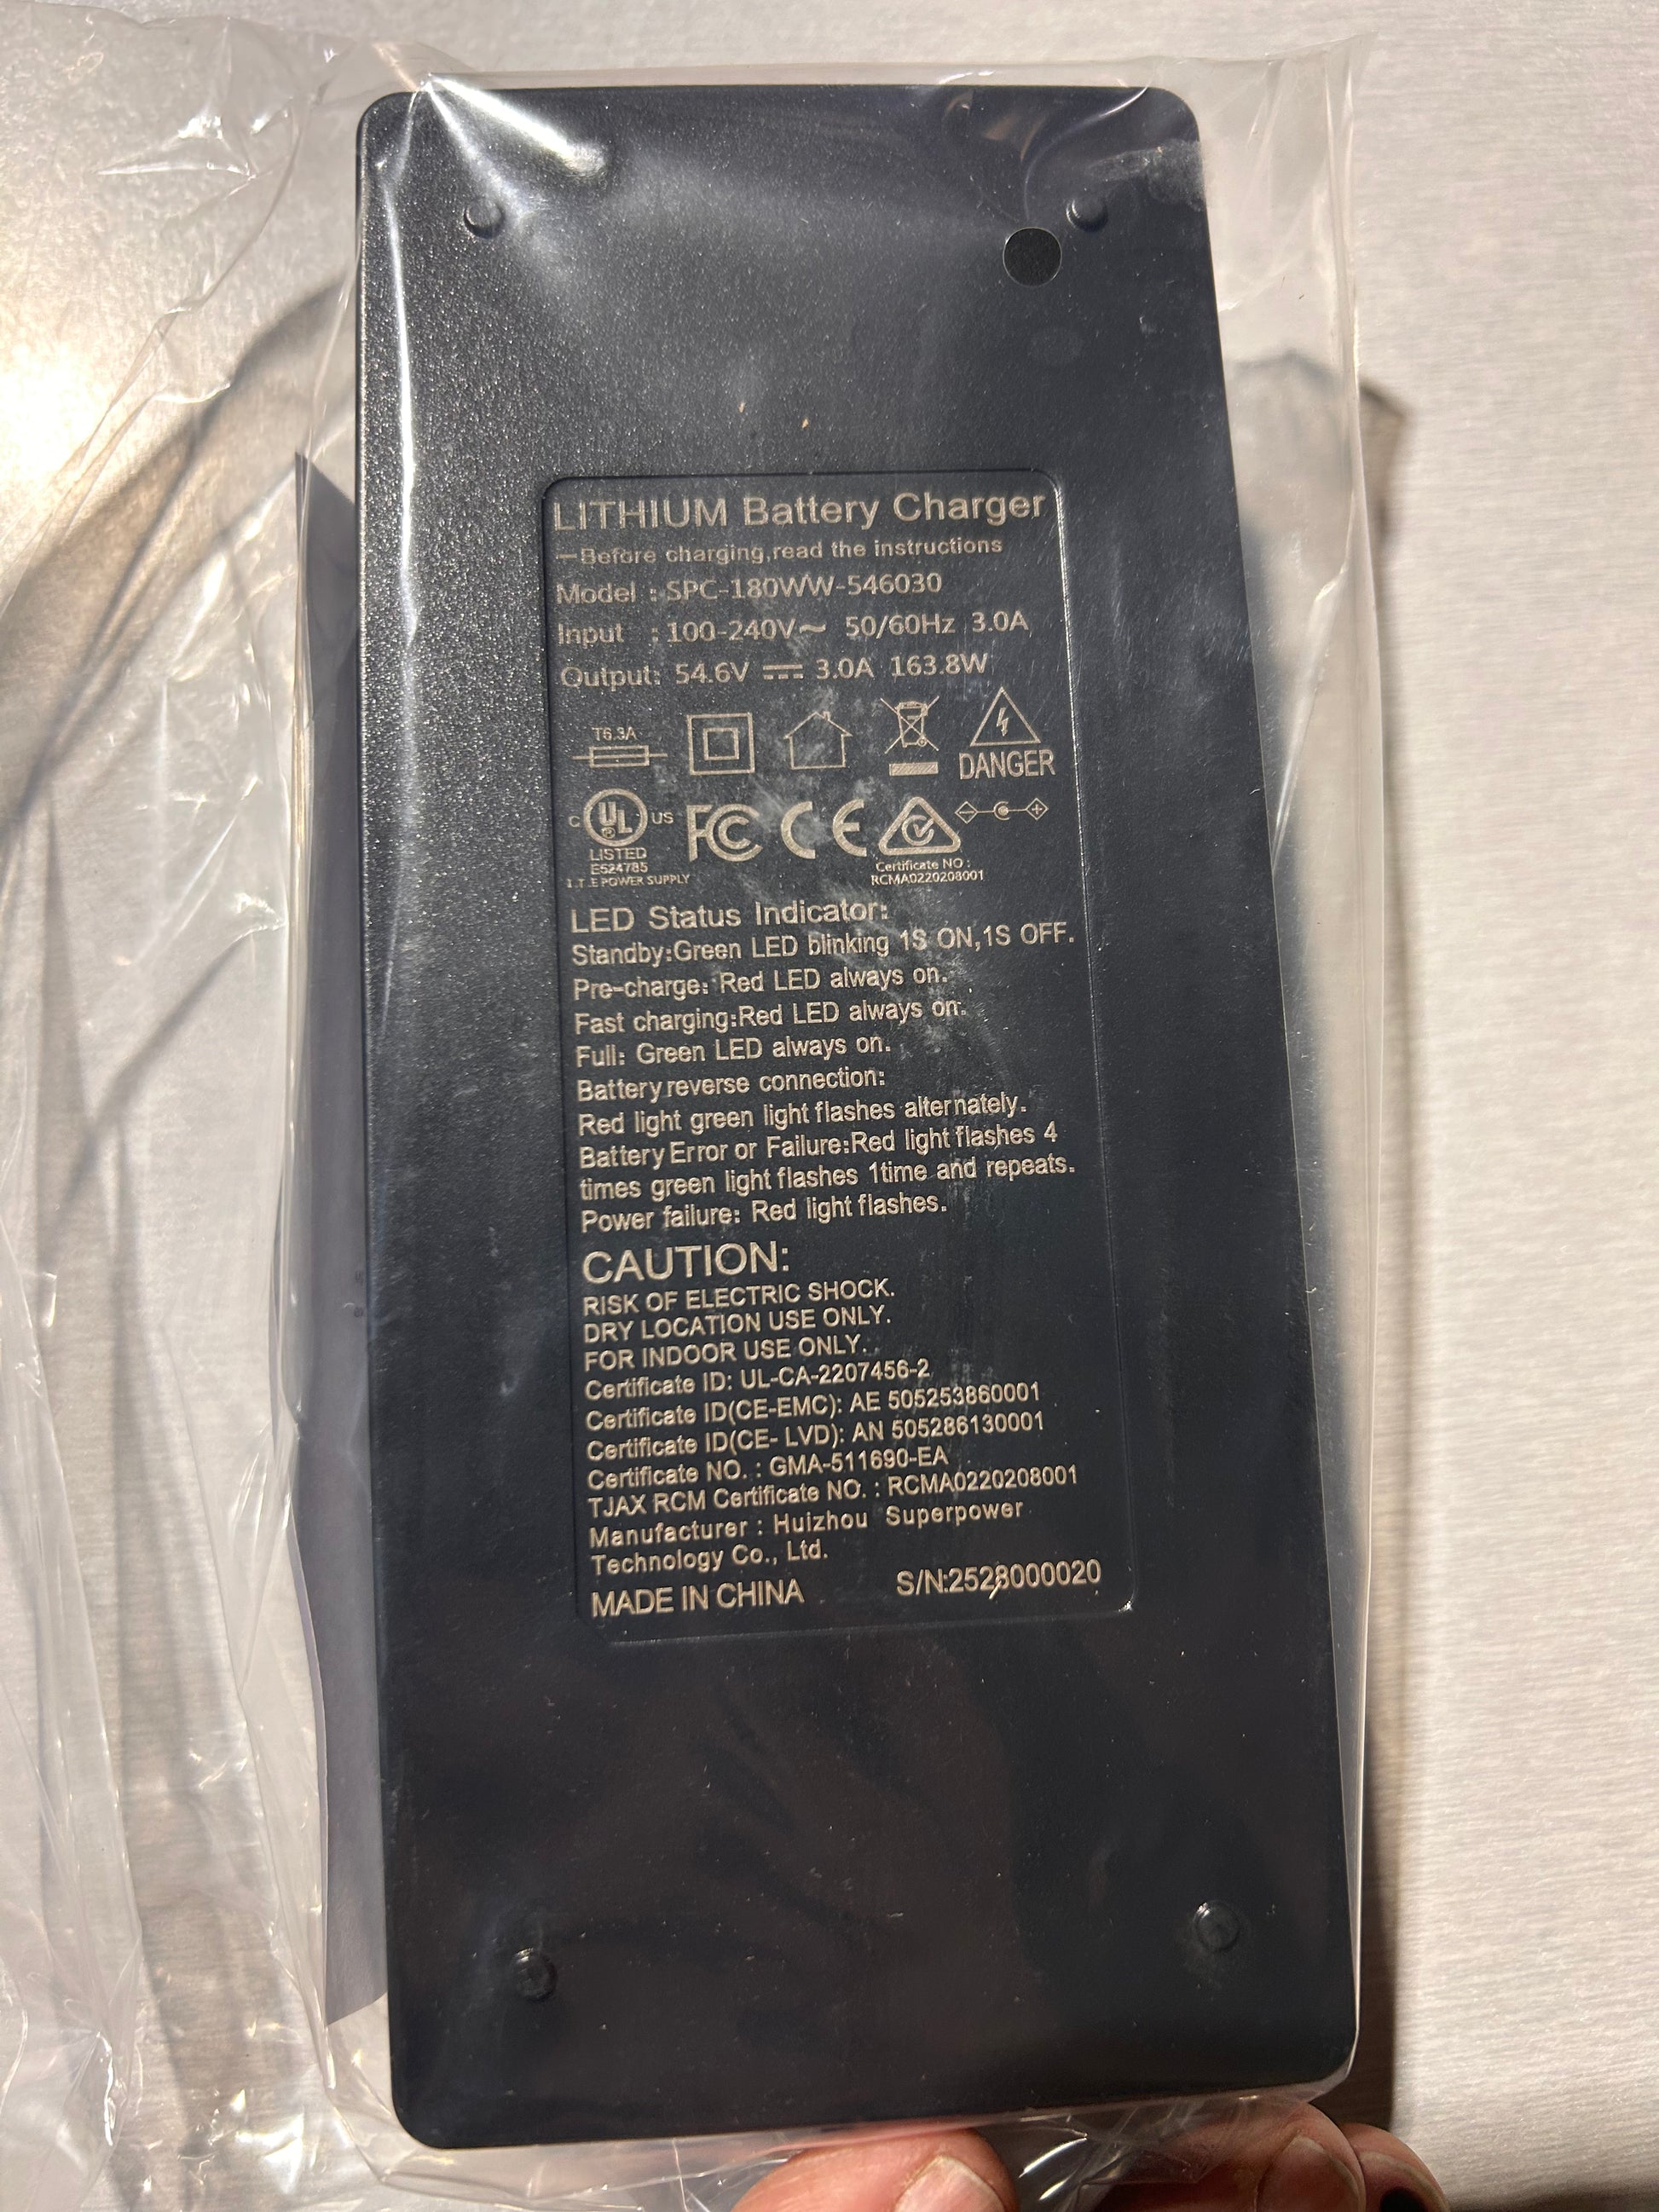 LITHIUM Battery Charger
—Before charging,read the instructions
Model : SPC-180WW-546030
Input : 100-240V～ 50/60Hz 3.0A
Output: 54.6V ⎓ 3.0A 163.8W
T6.3A
DANGER
C UL US FC CE
LISTED
E524785
I.T.E POWER SUPPLY
Certificate NO :
RCMA0220208001
LED Status Indicator:
Standby:Green LED blinking 1S ON,1S OFF.
Pre-charge: Red LED always on.
Fast charging:Red LED always on.
Full: Green LED always on.
Battery reverse connection:
Red light green light flashes alternately.
Battery Error or Failure:Red light flashes 4
times green light flashes 1time and repeats.
Power failure: Red light flashes.
CAUTION:
RISK OF ELECTRIC SHOCK.
DRY LOCATION USE ONLY.
FOR INDOOR USE ONLY.
Certificate ID: UL-CA-2207456-2
Certificate ID(CE-EMC): AE 505253860001
Certificate ID(CE- LVD): AN 505286130001
Certificate NO. : GMA-511690-EA
TJAX RCM Certificate NO. : RCMA0220208001
Manufacturer : Huizhou Superpower
Technology Co., Ltd.
MADE IN CHINA S/N:2528000020